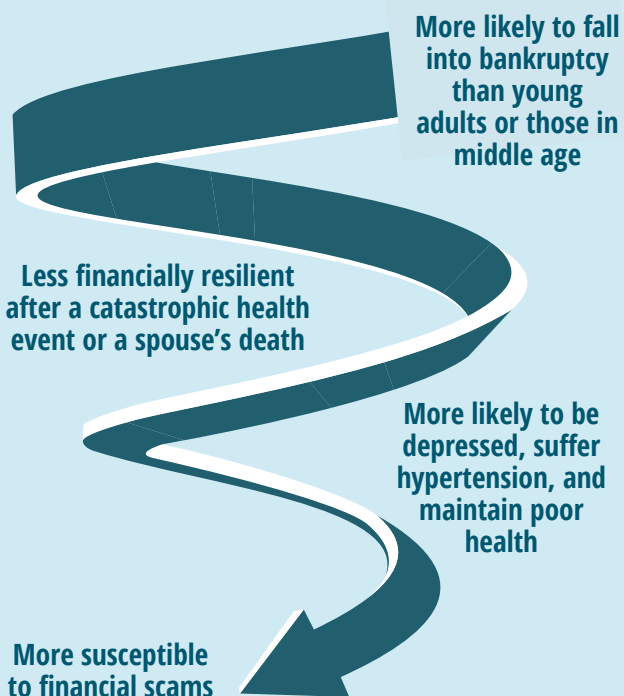 More likely to fall
into bankruptcy
than young
adults or those in
middle age
Less financially resilient
after a catastrophic health
event or a spouse’s death
More likely to be
depressed, suffer
hypertension, and
maintain poor
health
More susceptible
to financial scams